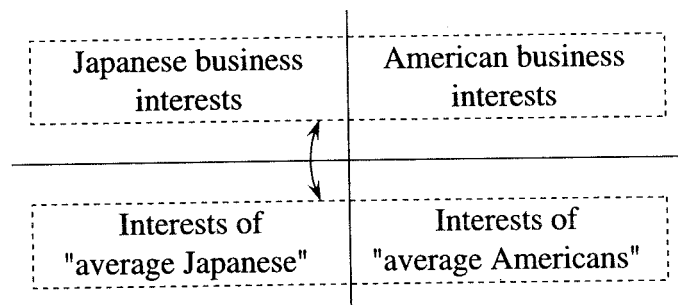 Japanese business
interests
American business
interests
Interests of
"average Japanese"
Interests of
"average Americans"